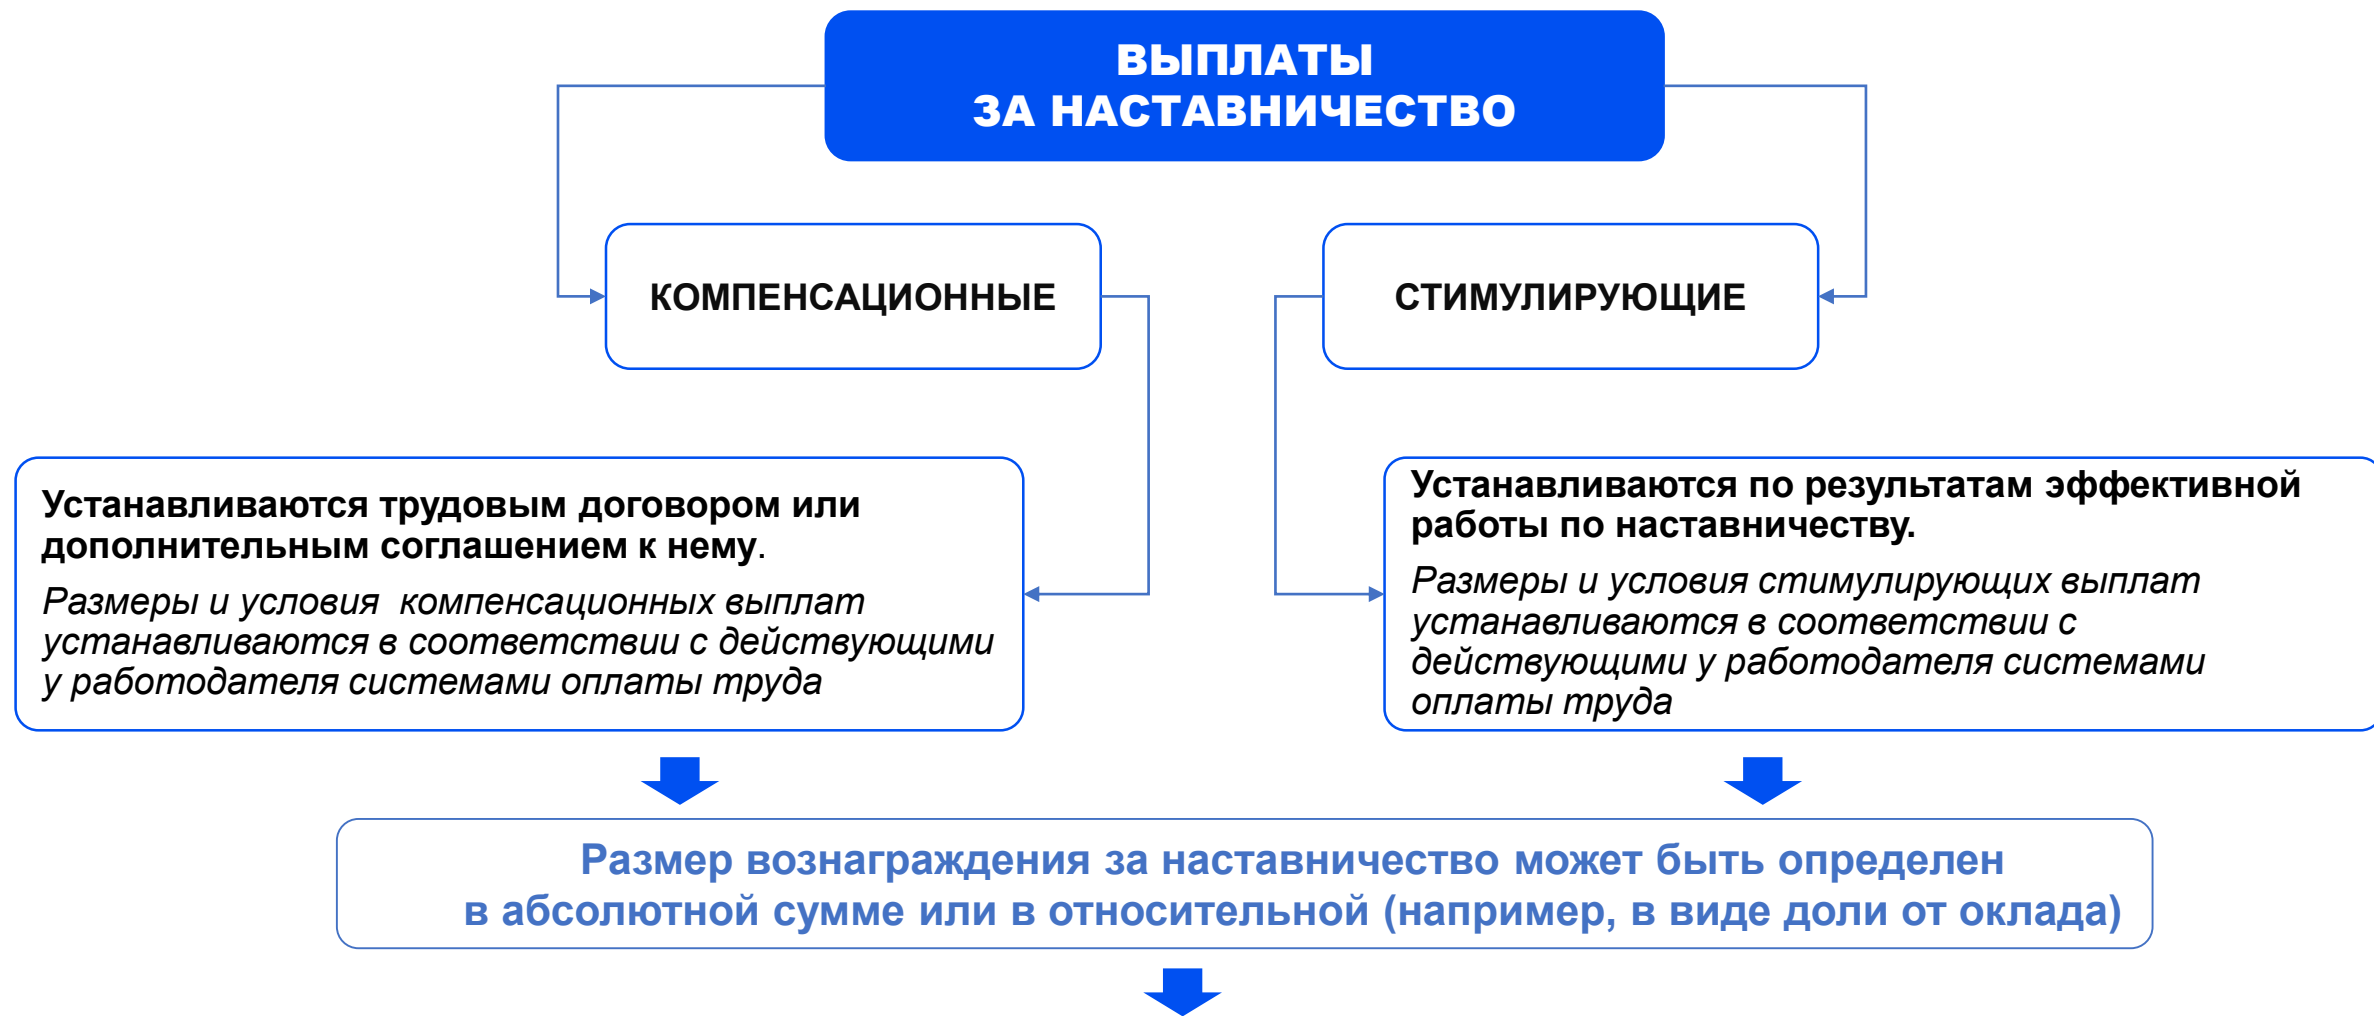 ВЫПЛАТЫ
ЗА НАСТАВНИЧЕСТВО
КОМПЕНСАЦИОННЫЕ
СТИМУЛИРУЮЩИЕ
Устанавливаются трудовым договором или
дополнительным соглашением к нему.
Размеры и условия компенсационных выплат
устанавливаются в соответствии с действующими
у работодателя системами оплаты труда
Устанавливаются по результатам эффективной
работы по наставничеству.
Размеры и условия стимулирующих выплат
устанавливаются в соответствии с
действующими у работодателя системами
оплаты труда
Размер вознаграждения за наставничество может быть определен
в абсолютной сумме или в относительной (например, в виде доли от оклада)